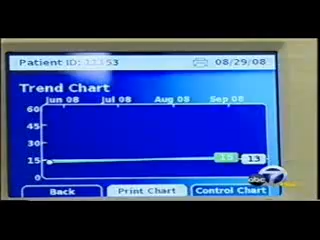 Patient ID: 11153 08/29/08
Trend Chart
Jun 08 Jul 08 Aug 08 Sep 08
60
45
30
15
0
15 13
Back Print Chart Control Chart
abc 7